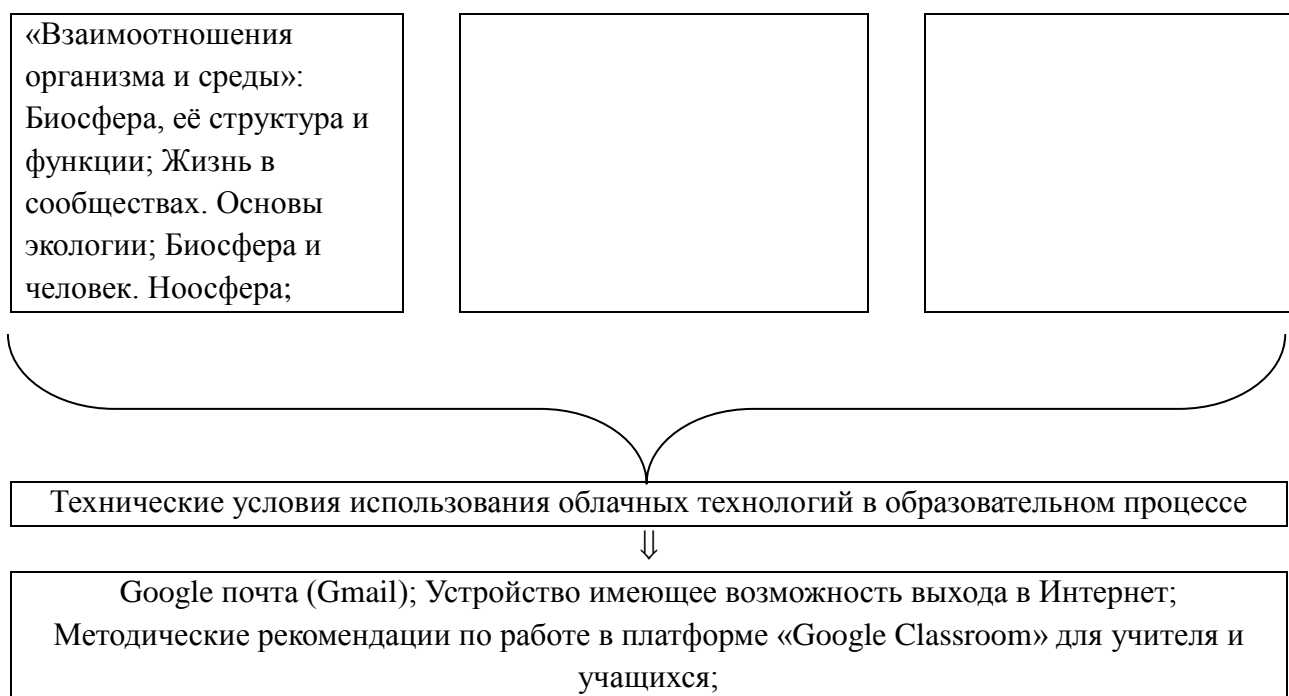 «Взаимоотношения
организма и среды»:
Биосфера, её структура и
функции; Жизнь в
сообществах. Основы
экологии; Биосфера и
человек. Ноосфера;
Технические условия использования облачных технологий в образовательном процессе
⇓
Google почта (Gmail); Устройство имеющее возможность выхода в Интернет;
Методические рекомендации по работе в платформе «Google Classroom» для учителя и
учащихся;